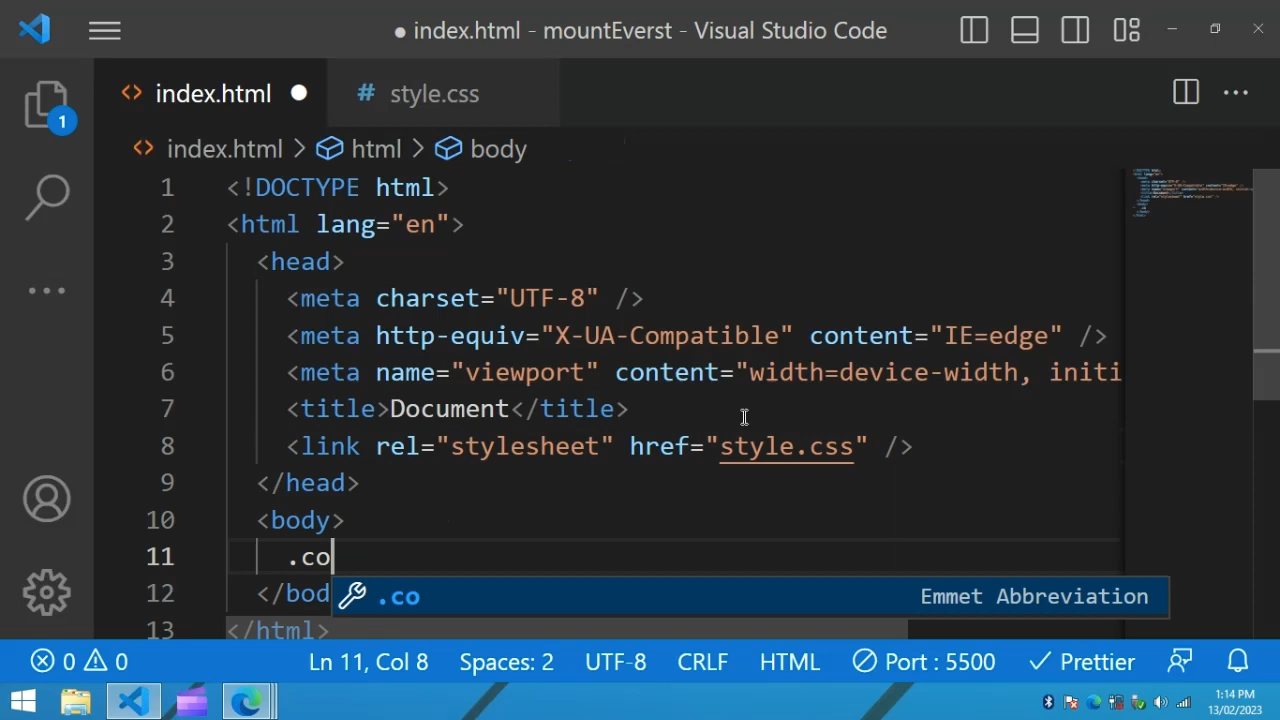 ● index.html - mountEverst - Visual Studio Code
index.html
# style.css
1
index.html > html > body
1 <!DOCTYPE html>
2 <html lang="en">
3 <head>
4 <meta charset="UTF-8" />
5 <meta http-equiv="X-UA-Compatible" content="IE=edge" />
6 <meta name="viewport" content="width=device-width, initi
7 <title>Document</title>
8 <link rel="stylesheet" href="style.css" />
9 </head>
10 <body>
11 .co
12 </bod
.co Emmet Abbreviation
13 </html>
0 0 Ln 11, Col 8 Spaces: 2 UTF-8 CRLF HTML Port : 5500 Prettier
1:14 PM
13/02/2023